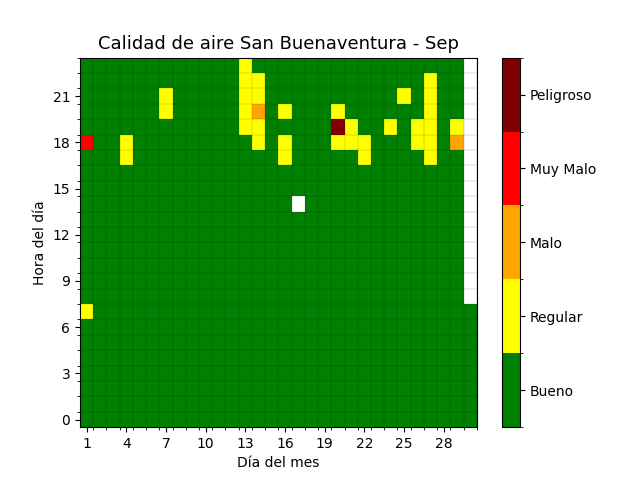 Calidad de aire San Buenaventura - Sep
Hora del día
21
18
15
12
9
6
3
0
1 4 7 10 13 16 19 22 25 28
Día del mes
Peligroso
Muy Malo
Malo
Regular
Bueno